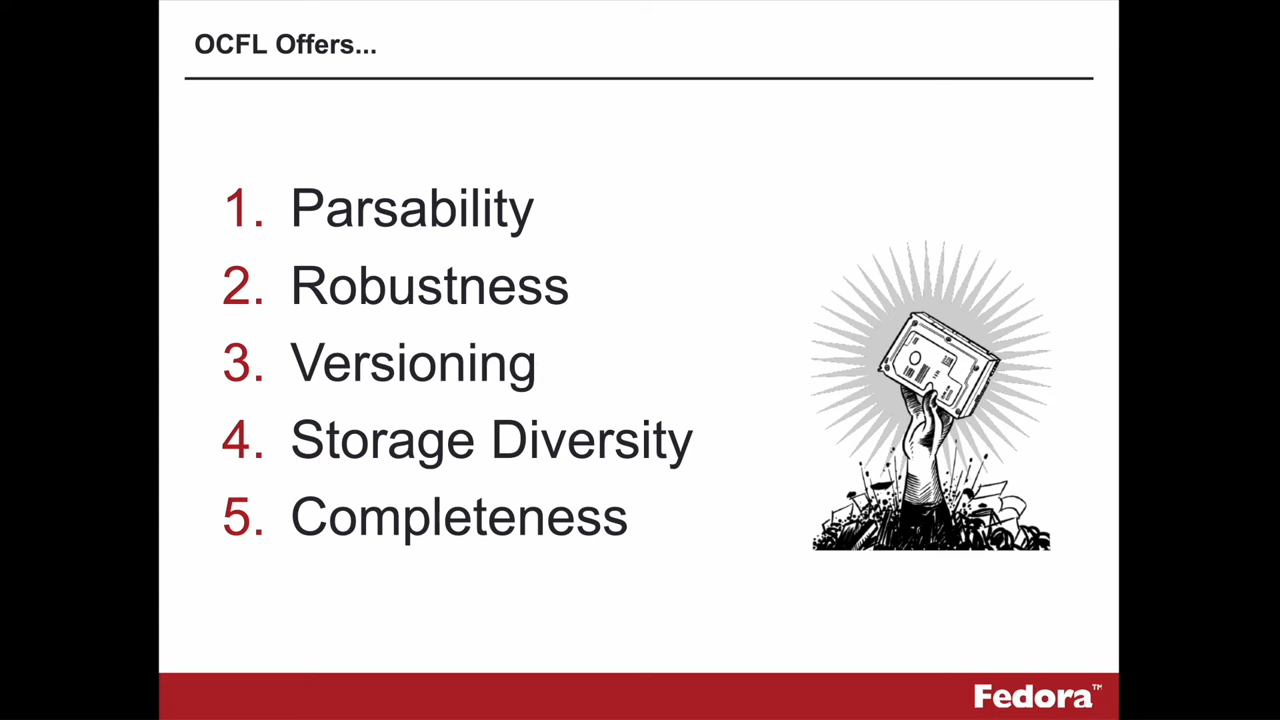 OCFL Offers...
1. Parsability
2. Robustness
3. Versioning
4. Storage Diversity
5. Completeness
Fedora™